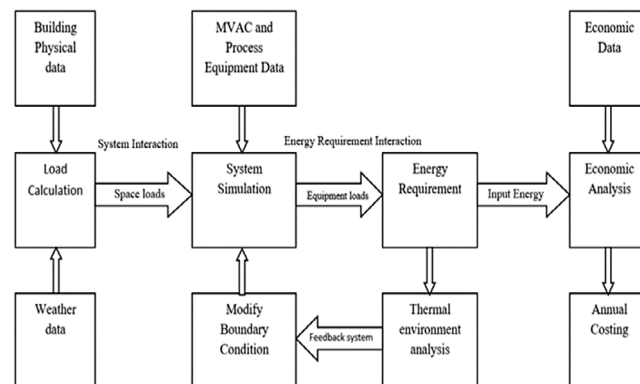 Building
Physical
data
MVAC and
Process
Equipment Data
Economic
Data
System Interaction
Energy Requirement Interaction
Load
Calculation
Space loads
System
Simulation
Equipment loads
Energy
Requirement
Input Energy
Economic
Analysis
Weather
data
Modify
Boundary
Condition
Feedback system
Thermal
environment
analysis
Annual
Costing